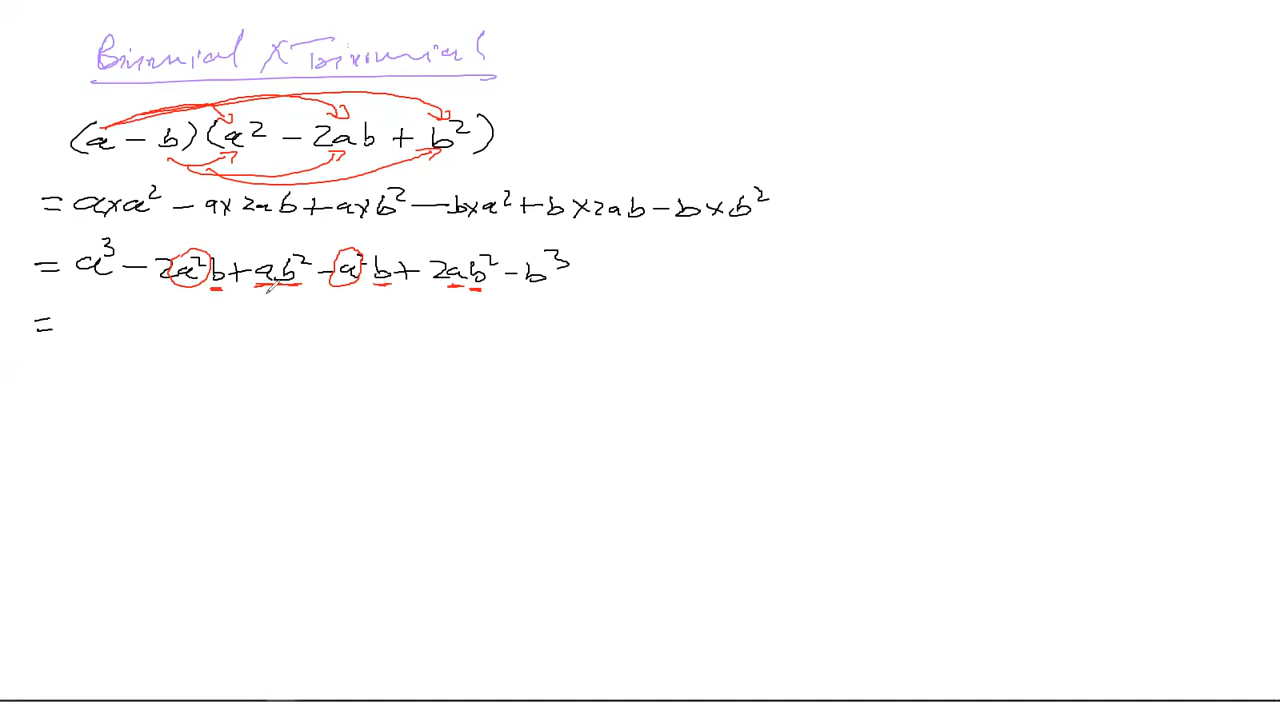 Binomial X Trinomial
(a - b)(a² - 2ab + b²)
= a×a² - a×2ab + a×b² - b×a² + b×2ab - b×b²
= a³ - 2a²b + ab² - a²b + 2ab² - b³
=